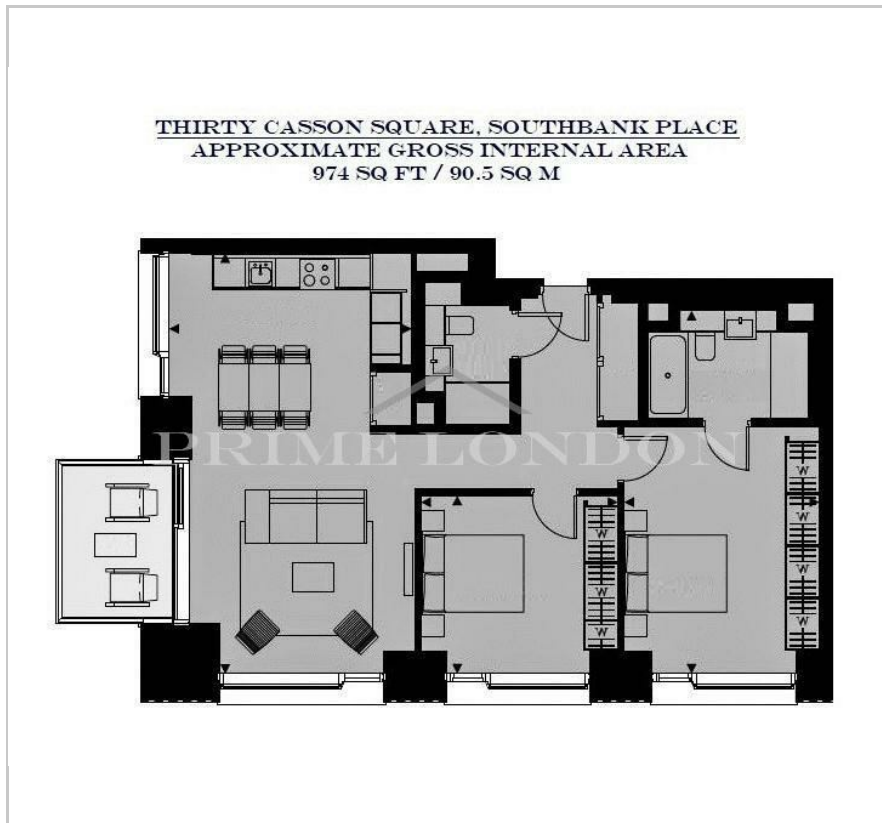 THIRTY CASSON SQUARE, SOUTHBANK PLACE
APPROXIMATE GROSS INTERNAL AREA
974 SQ FT / 90.5 SQ M
PRIME LONDON
W
W
W
W
W
W